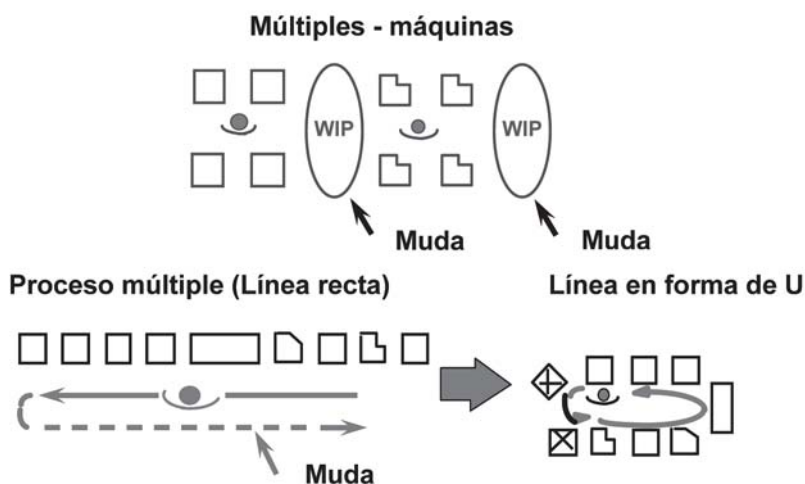 Múltiples - máquinas
WIP
WIP
Muda
Muda
Proceso múltiple (Línea recta)
Línea en forma de U
Muda